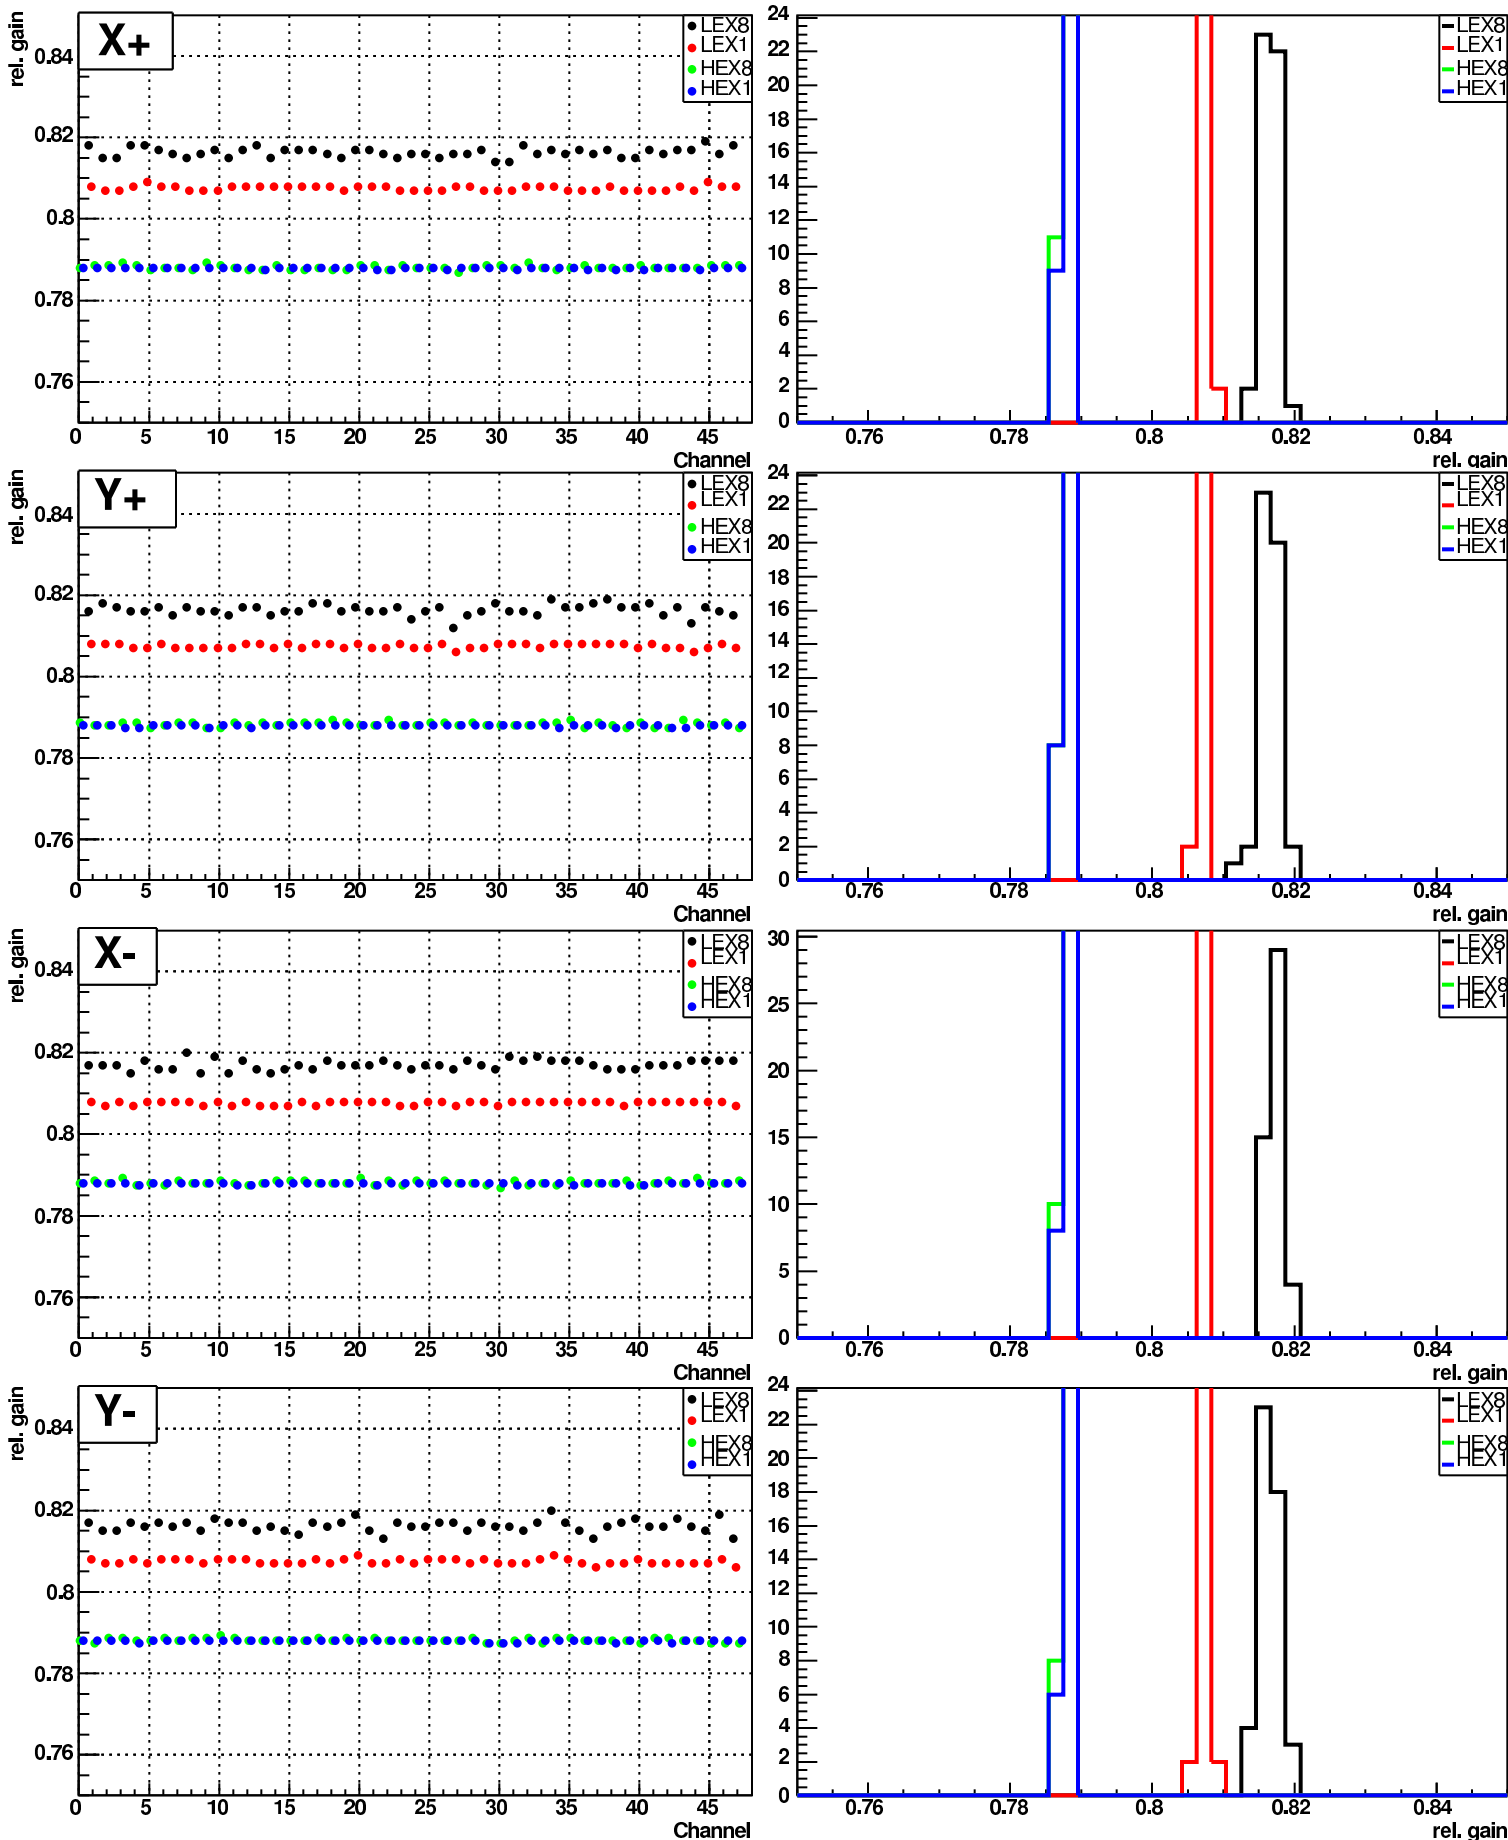 X+
rel. gain
0.84
0.82
0.8
0.78
0.76
0 5 10 15 20 25 30 35 40 45
Channel
LEX8
LEX1
HEX8
HEX1
24
22
20
18
16
14
12
10
8
6
4
2
0
0.76 0.78 0.8 0.82 0.84
rel. gain
LEX8
LEX1
HEX8
HEX1
Y+
rel. gain
0.84
0.82
0.8
0.78
0.76
0 5 10 15 20 25 30 35 40 45
Channel
LEX8
LEX1
HEX8
HEX1
24
22
20
18
16
14
12
10
8
6
4
2
0
0.76 0.78 0.8 0.82 0.84
rel. gain
LEX8
LEX1
HEX8
HEX1
X-
rel. gain
0.84
0.82
0.8
0.78
0.76
0 5 10 15 20 25 30 35 40 45
Channel
LEX8
LEX1
HEX8
HEX1
30
25
20
15
10
5
0
0.76 0.78 0.8 0.82 0.84
rel. gain
LEX8
LEX1
HEX8
HEX1
Y-
rel. gain
0.84
0.82
0.8
0.78
0.76
0 5 10 15 20 25 30 35 40 45
Channel
LEX8
LEX1
HEX8
HEX1
24
22
20
18
16
14
12
10
8
6
4
2
0
0.76 0.78 0.8 0.82 0.84
rel. gain
LEX8
LEX1
HEX8
HEX1